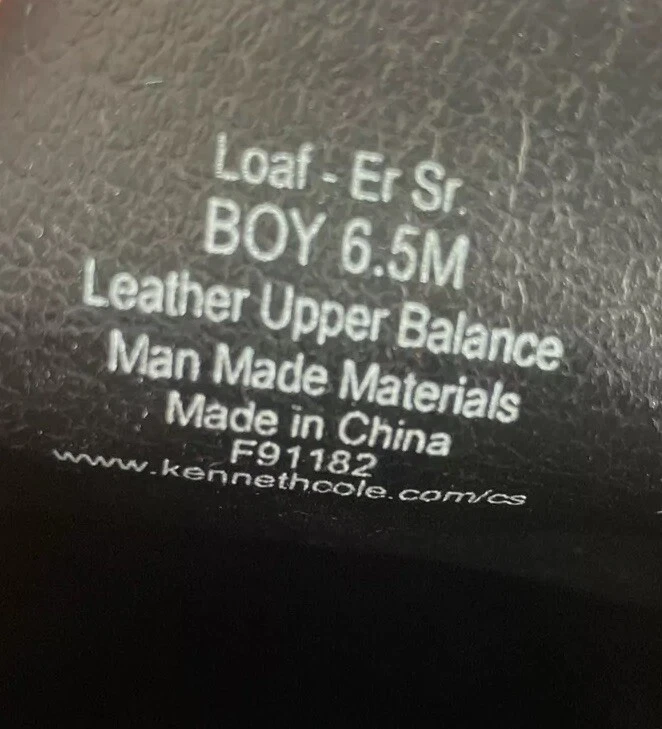 Loaf - Er Sr.
BOY 6.5M
Leather Upper Balance
Man Made Materials
Made in China
F91182
www.kennethcole.com/cs